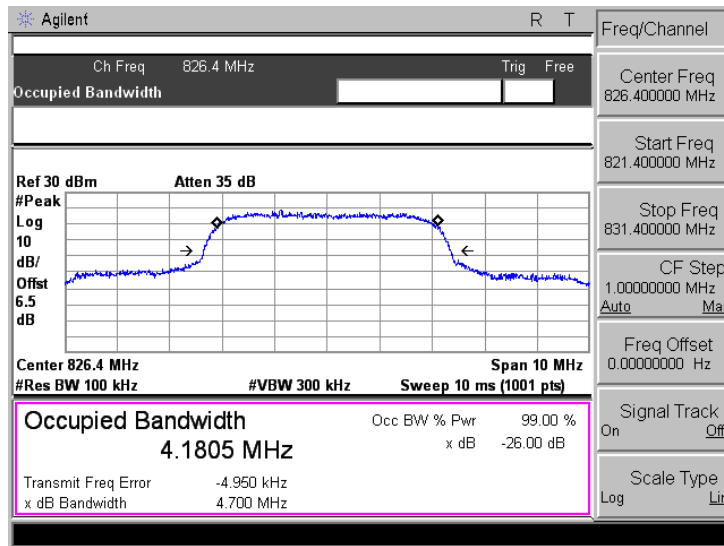 Agilent R T
Ch Freq 826.4 MHz Trig Free
Occupied Bandwidth
Ref 30 dBm Atten 35 dB
#Peak
Log
10
dB/
Offst
6.5
dB
Center 826.4 MHz Span 10 MHz
#Res BW 100 kHz #VBW 300 kHz Sweep 10 ms (1001 pts)
Occupied Bandwidth
4.1805 MHz
Occ BW % Pwr 99.00 %
x dB -26.00 dB
Transmit Freq Error -4.950 kHz
x dB Bandwidth 4.700 MHz
Freq/Channel
Center Freq
826.400000 MHz
Start Freq
821.400000 MHz
Stop Freq
831.400000 MHz
CF Step
1.00000000 MHz
Auto Ma
Freq Offset
0.00000000 Hz
Signal Track
On Off
Scale Type
Log Lin